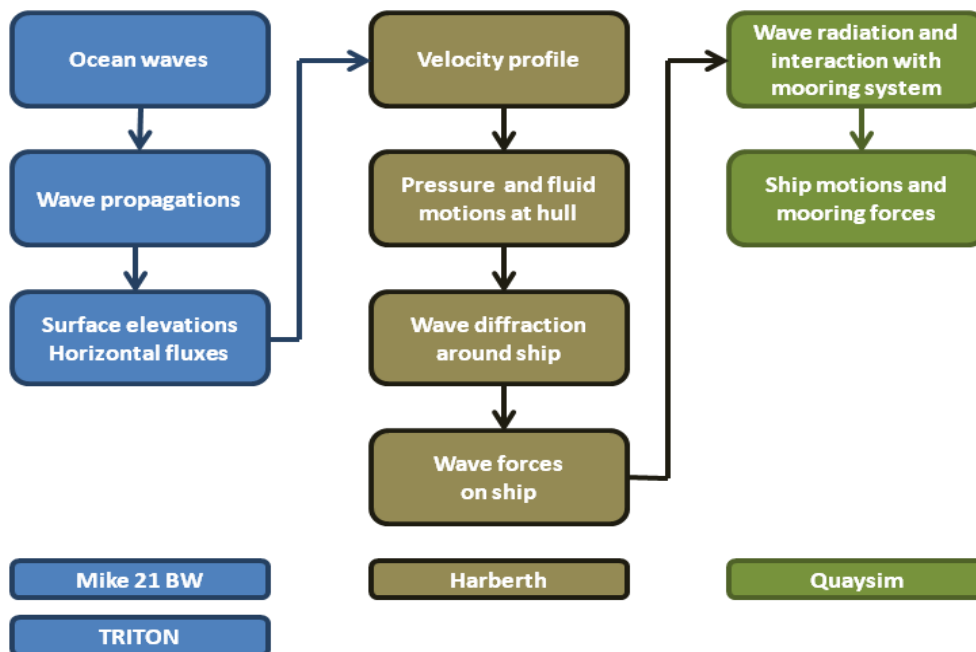 Ocean waves
Wave propagations
Surface elevations
Horizontal fluxes
Velocity profile
Pressure and fluid
motions at hull
Wave diffraction
around ship
Wave forces
on ship
Wave radiation and
interaction with
mooring system
Ship motions and
mooring forces
Mike 21 BW
Harberth
Quaysim
TRITON